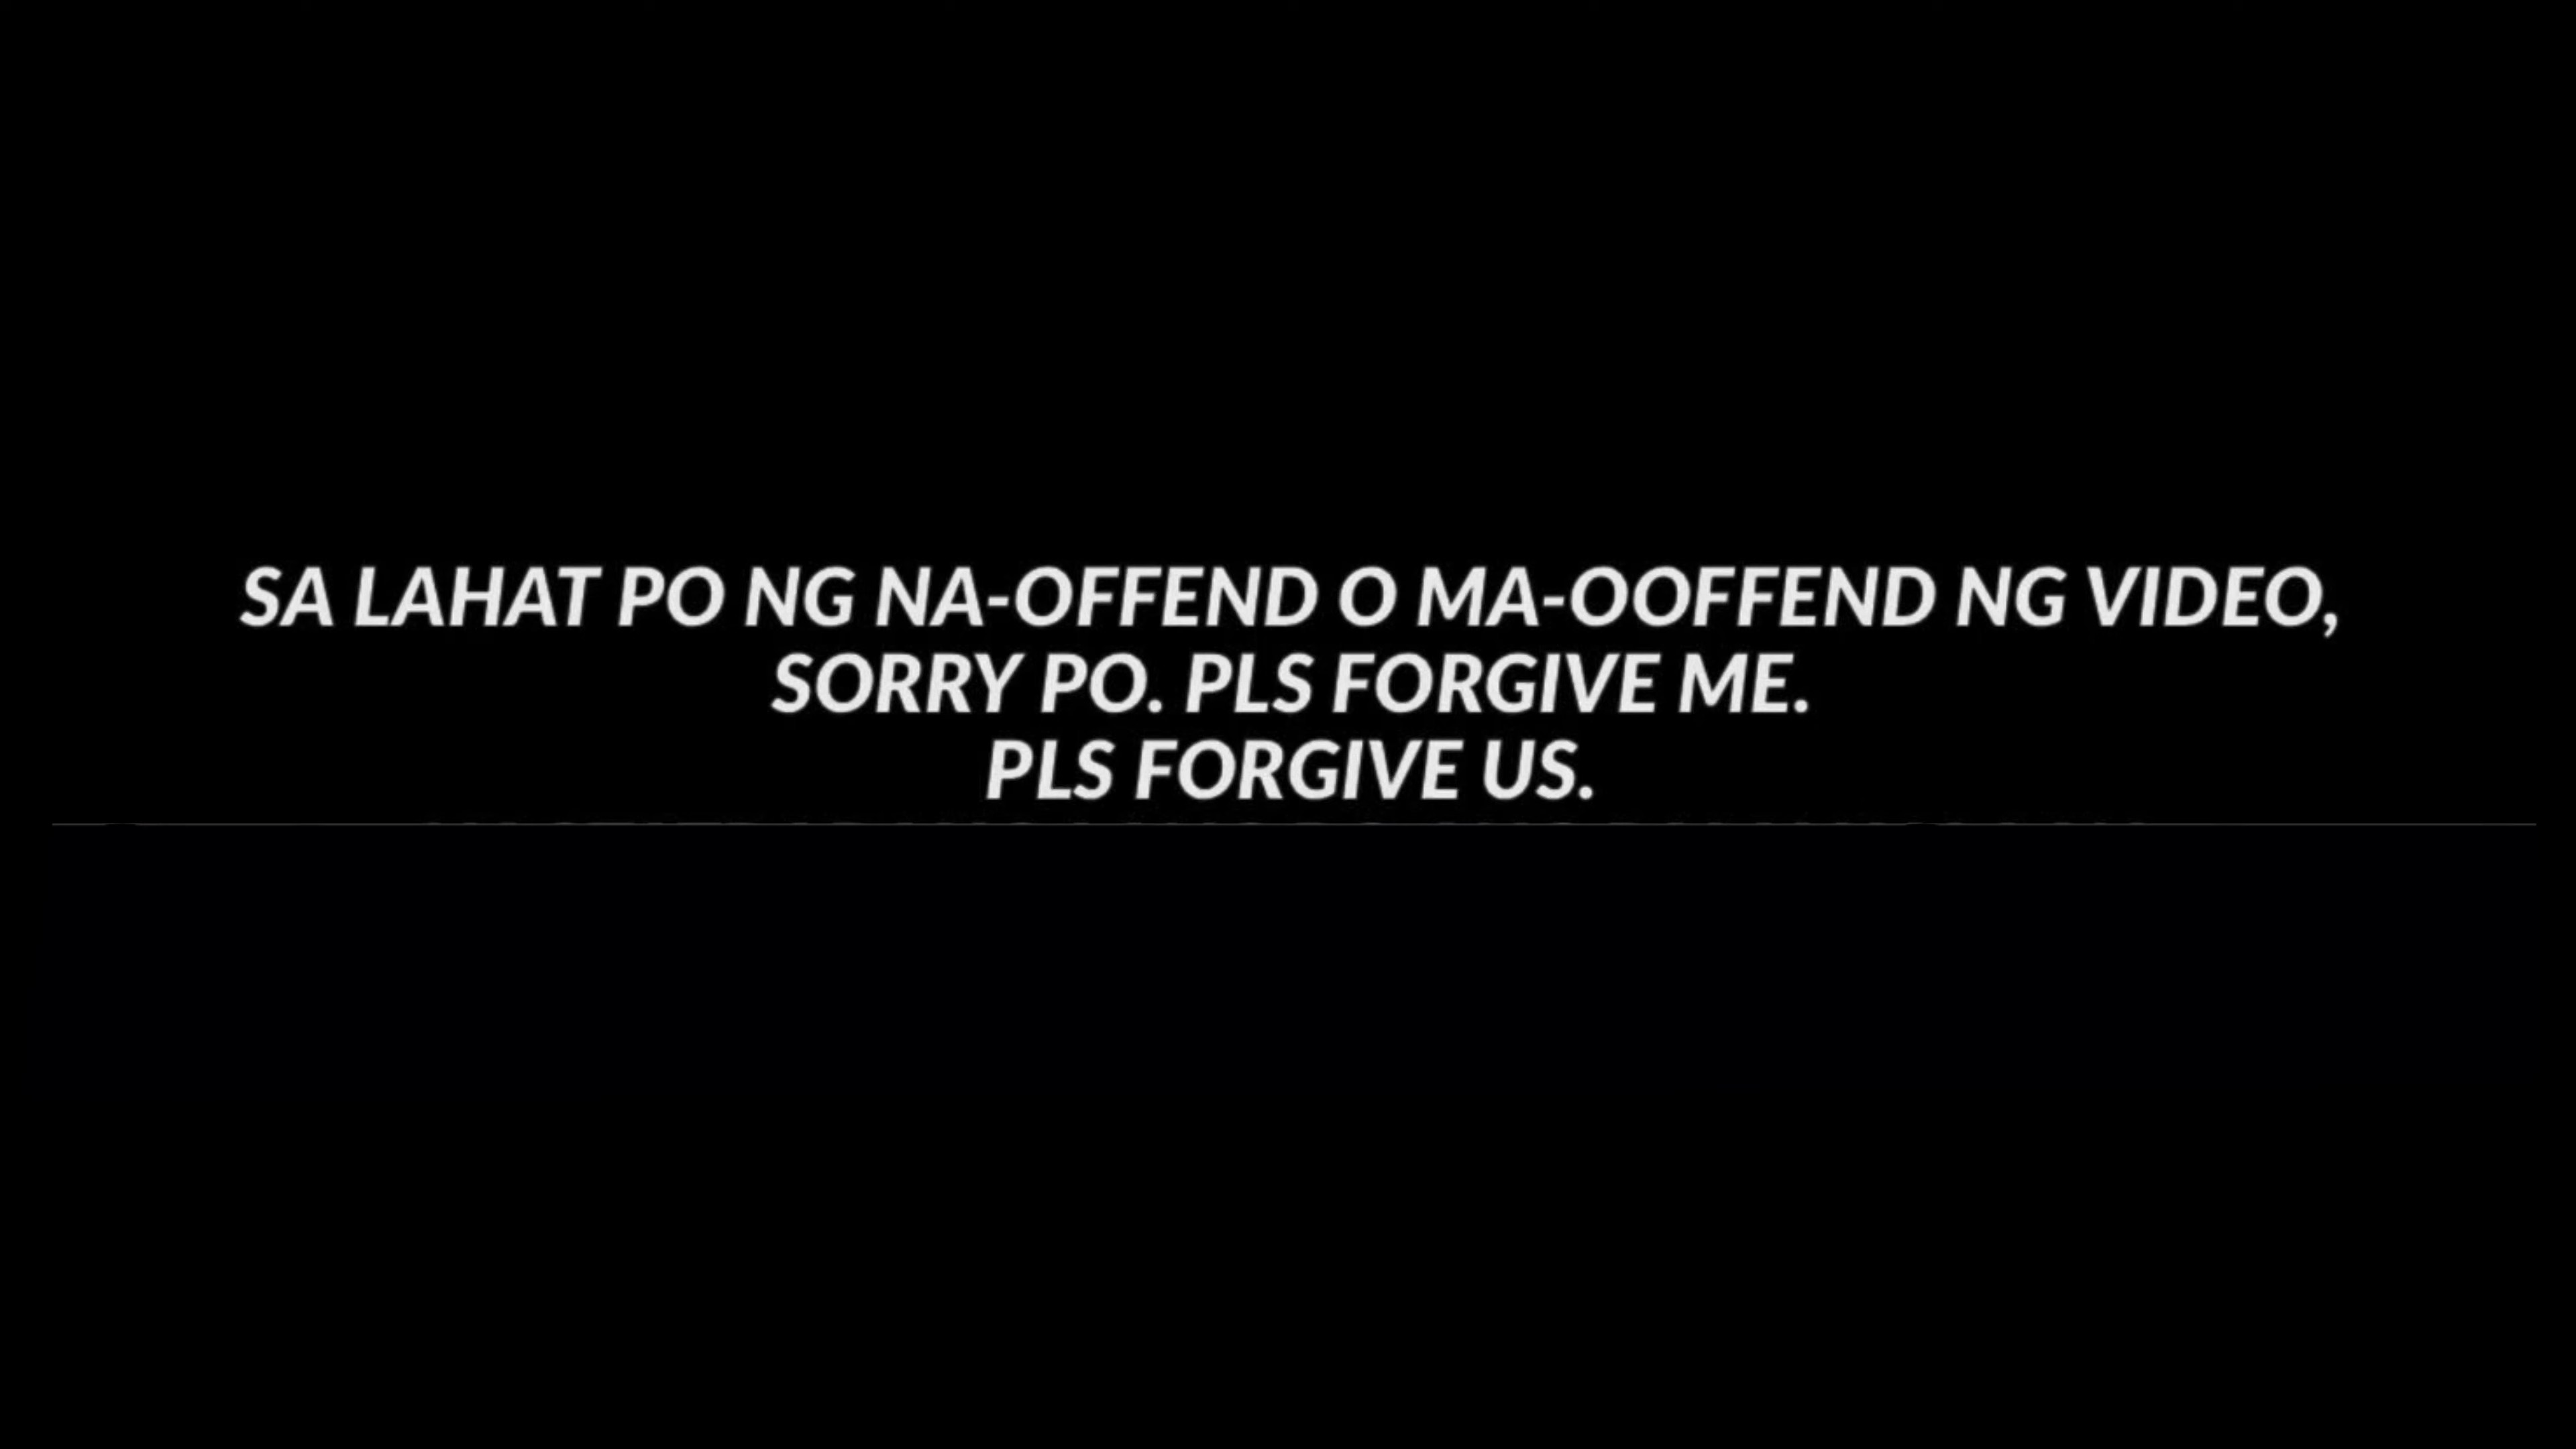 SA LAHAT PO NG NA-OFFEND O MA-OOFFEND NG VIDEO,
SORRY PO. PLS FORGIVE ME.
PLS FORGIVE US.